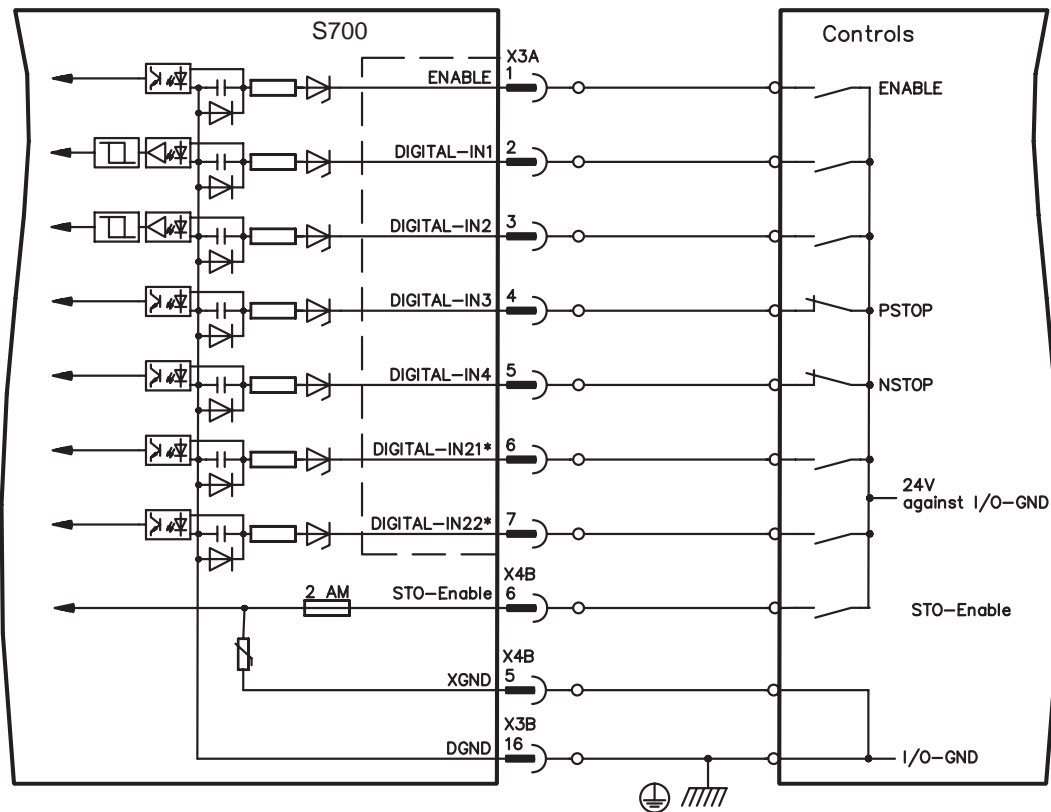 S700
Controls
X3A
ENABLE 1
ENABLE
DIGITAL-IN1 2
DIGITAL-IN2 3
DIGITAL-IN3 4
PSTOP
DIGITAL-IN4 5
NSTOP
DIGITAL-IN21* 6
24V
against I/O-GND
DIGITAL-IN22* 7
X4B
2 AM
STO-Enable 6
STO-Enable
X4B
XGND 5
X3B
DGND 16
I/O-GND